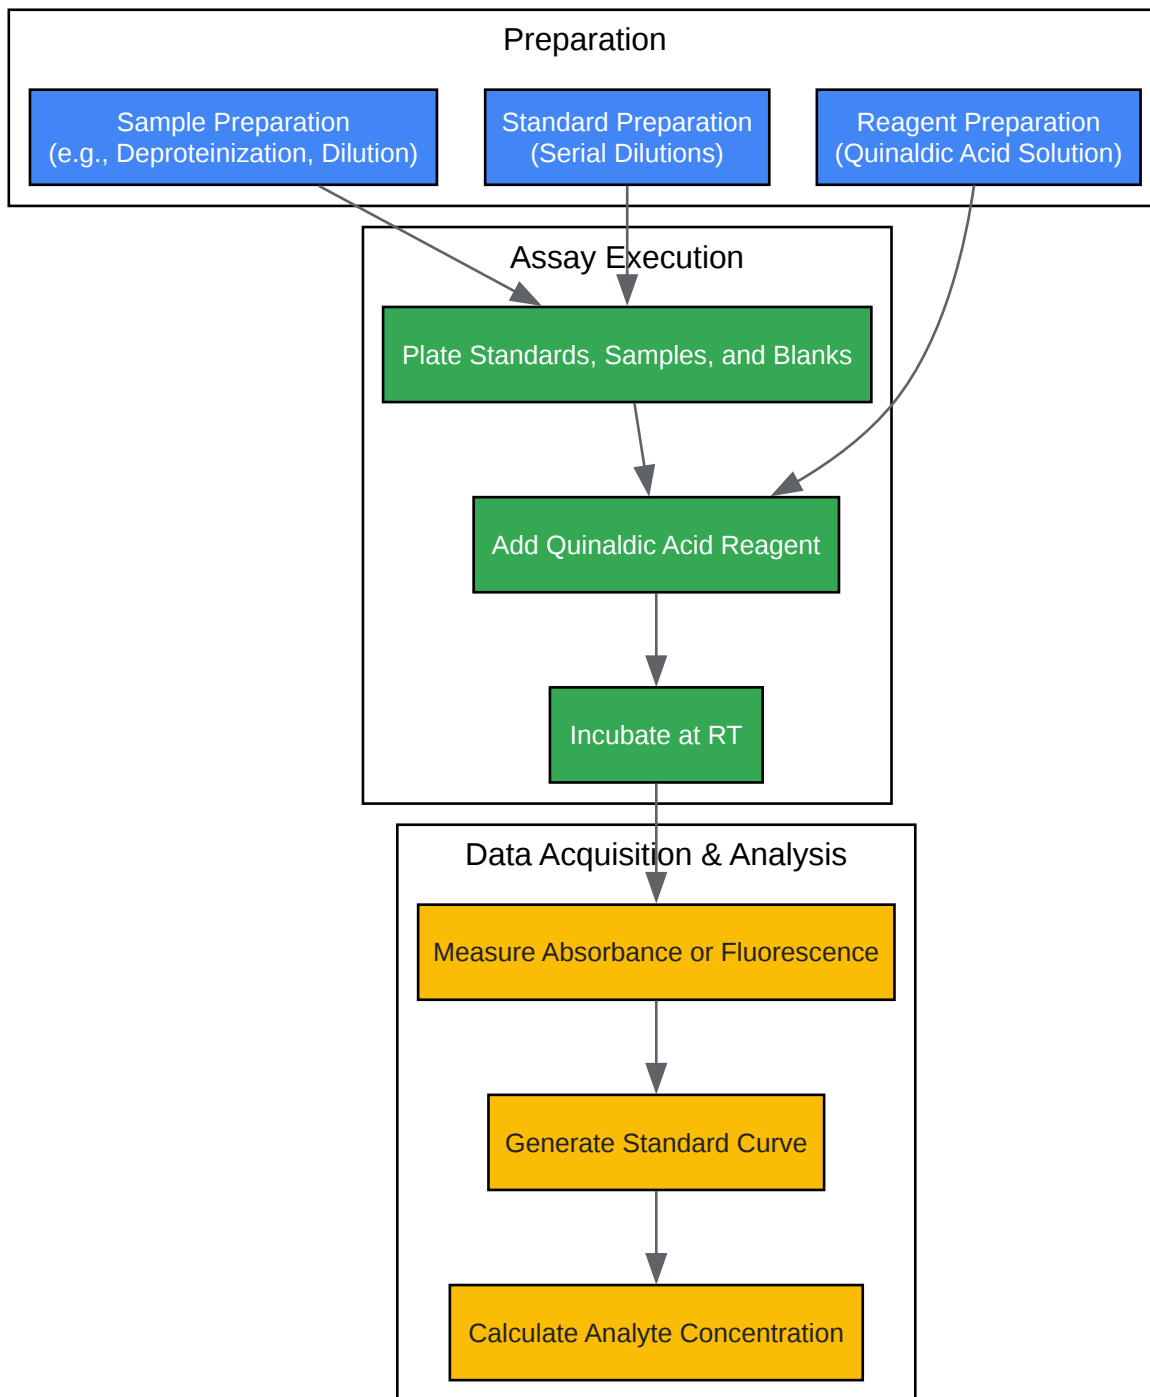 Preparation
Sample Preparation
(e.g., Deproteinization, Dilution)
Standard Preparation
(Serial Dilutions)
Reagent Preparation
(Quinaldic Acid Solution)
Assay Execution
Plate Standards, Samples, and Blanks
Add Quinaldic Acid Reagent
Incubate at RT
Data Acquisition & Analysis
Measure Absorbance or Fluorescence
Generate Standard Curve
Calculate Analyte Concentration